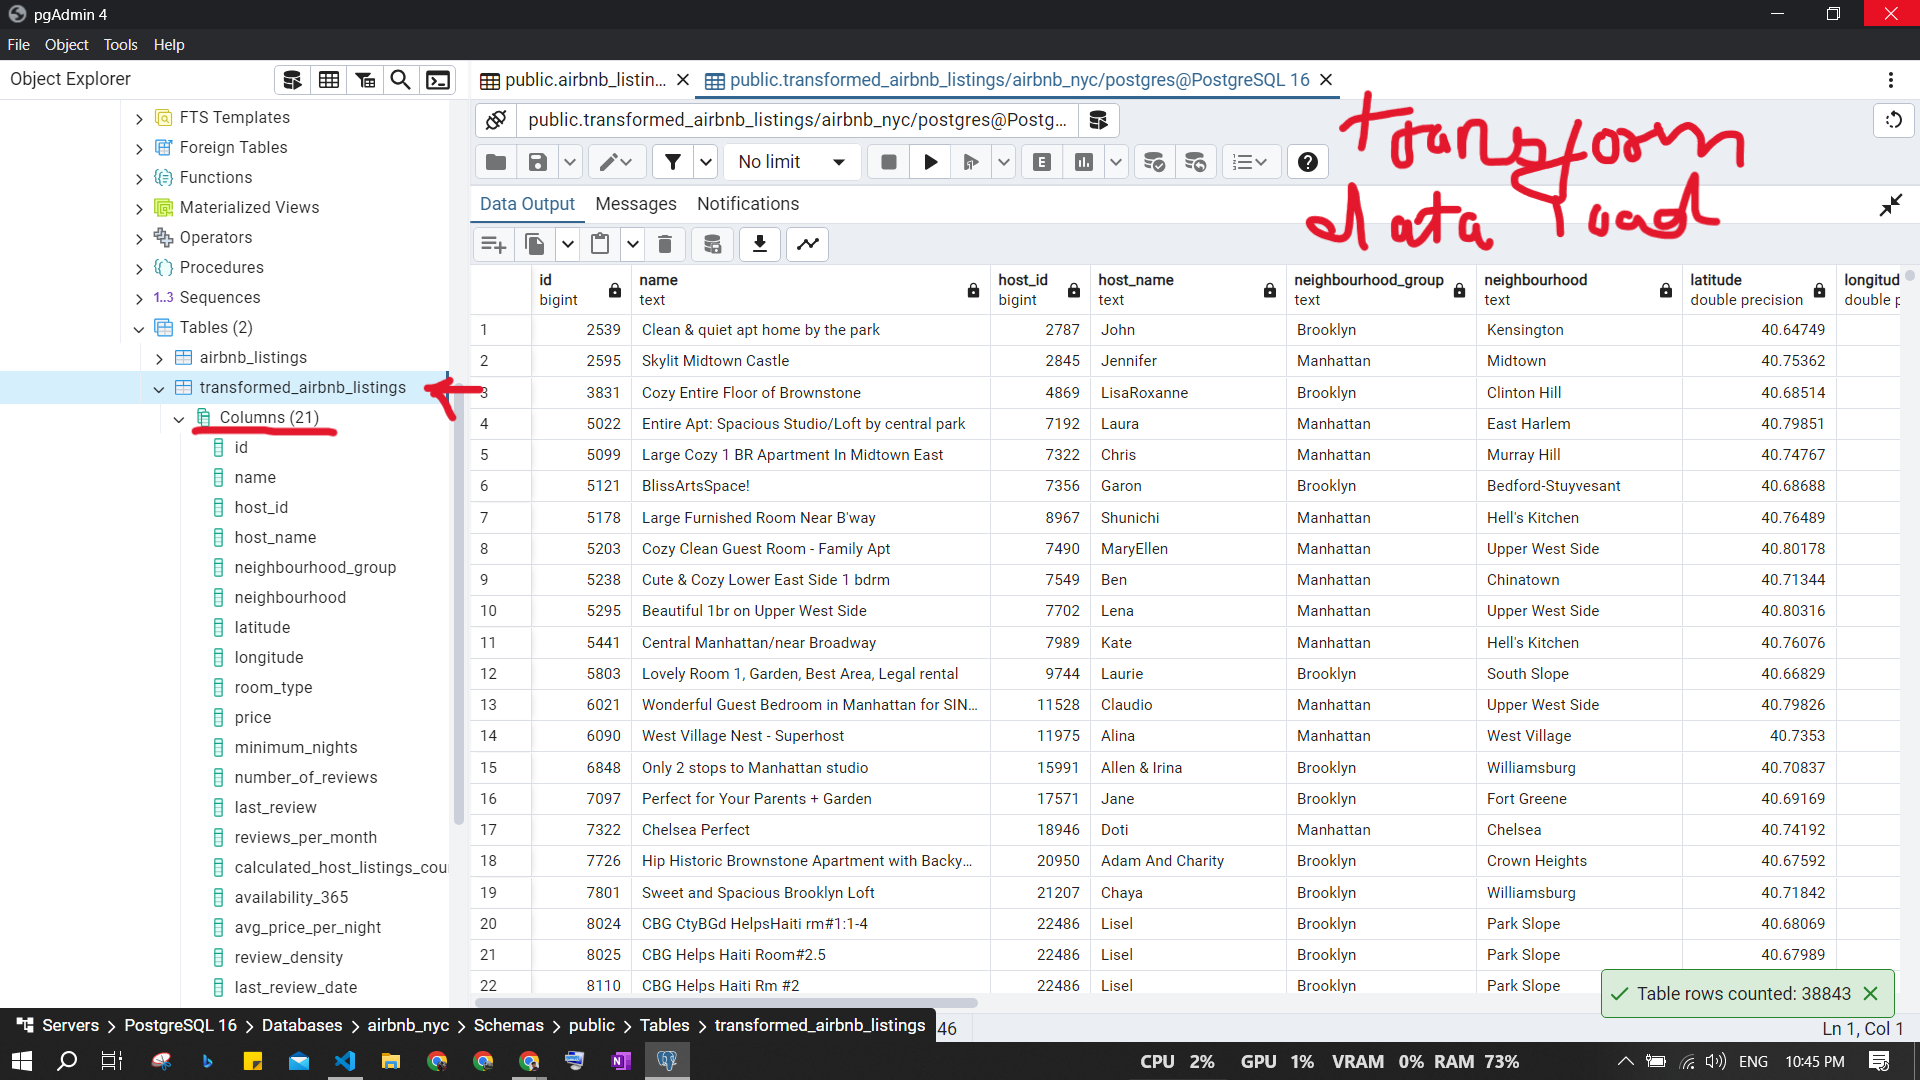 pgAdmin 4
File Object Tools Help
Object Explorer
public.airbnb_listin...
public.transformed_airbnb_listings/airbnb_nyc/postgres@PostgreSQL 16
FTS Templates
Foreign Tables
Functions
Materialized Views
Operators
Procedures
1..3 Sequences
Tables (2)
airbnb_listings
transformed_airbnb_listings
Columns (21)
id
name
host_id
host_name
neighbourhood_group
neighbourhood
latitude
longitude
room_type
price
minimum_nights
number_of_reviews
last_review
reviews_per_month
calculated_host_listings_cou
availability_365
avg_price_per_night
review_density
last_review_date
public.transformed_airbnb_listings/airbnb_nyc/postgres@Postg...
No limit
E
Transform
data load
Data Output Messages Notifications
id name host_id host_name neighbourhood_group neighbourhood latitude longitud
bigint text bigint text text text double precision double p
1 2539 Clean & quiet apt home by the park 2787 John Brooklyn Kensington 40.64749
2 2595 Skylit Midtown Castle 2845 Jennifer Manhattan Midtown 40.75362
3 3831 Cozy Entire Floor of Brownstone 4869 LisaRoxanne Brooklyn Clinton Hill 40.68514
4 5022 Entire Apt: Spacious Studio/Loft by central park 7192 Laura Manhattan East Harlem 40.79851
5 5099 Large Cozy 1 BR Apartment In Midtown East 7322 Chris Manhattan Murray Hill 40.74767
6 5121 BlissArtsSpace! 7356 Garon Brooklyn Bedford-Stuyvesant 40.68688
7 5178 Large Furnished Room Near B'way 8967 Shunichi Manhattan Hell's Kitchen 40.76489
8 5203 Cozy Clean Guest Room - Family Apt 7490 MaryEllen Manhattan Upper West Side 40.80178
9 5238 Cute & Cozy Lower East Side 1 bdrm 7549 Ben Manhattan Chinatown 40.71344
10 5295 Beautiful 1br on Upper West Side 7702 Lena Manhattan Upper West Side 40.80316
11 5441 Central Manhattan/near Broadway 7989 Kate Manhattan Hell's Kitchen 40.76076
12 5803 Lovely Room 1, Garden, Best Area, Legal rental 9744 Laurie Brooklyn South Slope 40.66829
13 6021 Wonderful Guest Bedroom in Manhattan for SIN... 11528 Claudio Manhattan Upper West Side 40.79826
14 6090 West Village Nest - Superhost 11975 Alina Manhattan West Village 40.7353
15 6848 Only 2 stops to Manhattan studio 15991 Allen & Irina Brooklyn Williamsburg 40.70837
16 7097 Perfect for Your Parents + Garden 17571 Jane Brooklyn Fort Greene 40.69169
17 7322 Chelsea Perfect 18946 Doti Manhattan Chelsea 40.74192
18 7726 Hip Historic Brownstone Apartment with Backy... 20950 Adam And Charity Brooklyn Crown Heights 40.67592
19 7801 Sweet and Spacious Brooklyn Loft 21207 Chaya Brooklyn Williamsburg 40.71842
20 8024 CBG CtyBGd HelpsHaiti rm#1:1-4 22486 Lisel Brooklyn Park Slope 40.68069
21 8025 CBG Helps Haiti Room#2.5 22486 Lisel Brooklyn Park Slope 40.67989
22 8110 CBG Helps Haiti Rm #2 22486 Lisel Brooklyn Park Slope
Table rows counted: 38843
Servers > PostgreSQL 16 > Databases > airbnb_nyc > Schemas > public > Tables > transformed_airbnb_listings
46
Ln 1, Col 1
CPU 2% GPU 1% VRAM 0% RAM 73%
ENG 10:45 PM